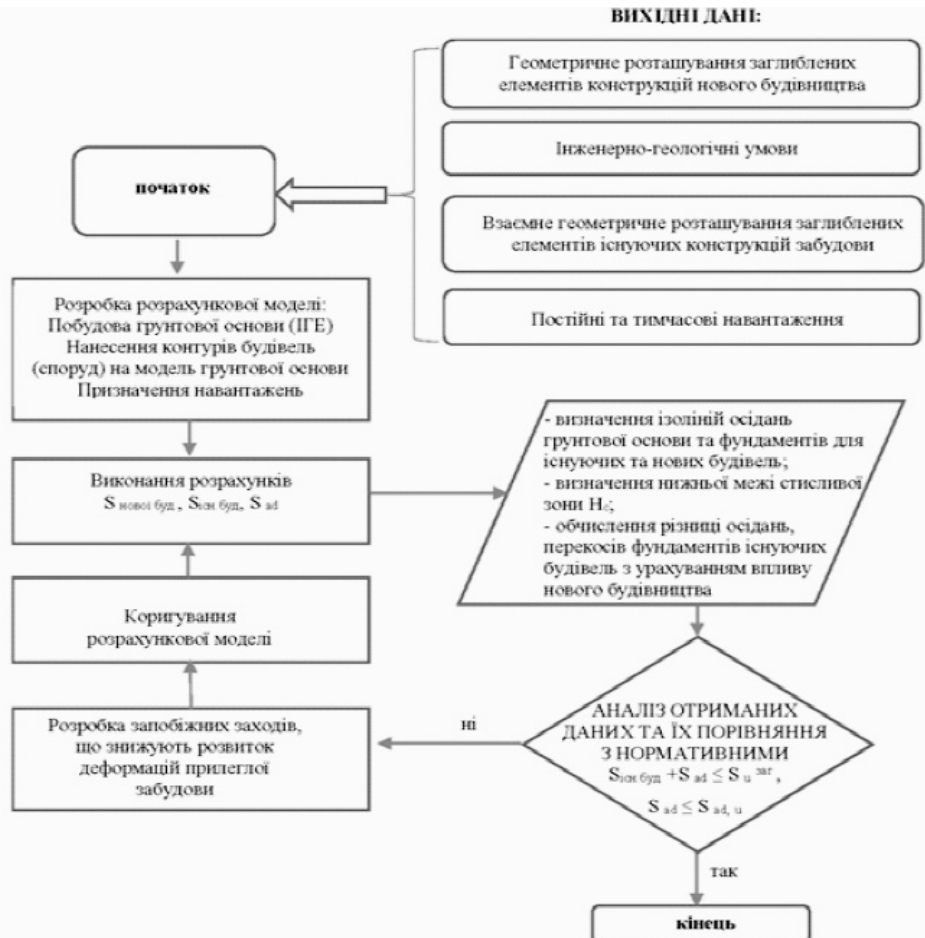 ВИХІДНІ ДАНІ:
Геометричне розташування заглиблених
елементів конструкцій нового будівництва
Інженерно-геологічні умови
Взаємне геометричне розташування заглиблених
елементів існуючих конструкцій забудови
Постійні та тимчасові навантаження
початок
Розробка розрахункової моделі:
Побудова грунтової основи (ІГЕ)
Нанесення контурів будівель
(споруд) на модель грунтової основи
Призначення навантажень
Виконання розрахунків
S нової буд , Sісн буд, S ad
- визначення ізоліній осідань
грунтової основи та фундаментів для
існуючих та нових будівель;
- визначення нижньої межі стисливої
зони Hc;
- обчислення різниці осідань,
перекосів фундаментів існуючих
будівель з урахуванням впливу
нового будівництва
Коригування
розрахункової моделі
Розробка запобіжних заходів,
що знижують розвиток
деформацій прилеглої
забудови
ні
АНАЛІЗ ОТРИМАНИХ
ДАНИХ ТА ЇХ ПОРІВНЯННЯ
З НОРМАТИВНИМИ
Sісн буд +S ad ≤ S u заг ,
S ad ≤ S ad, u
так
кінець